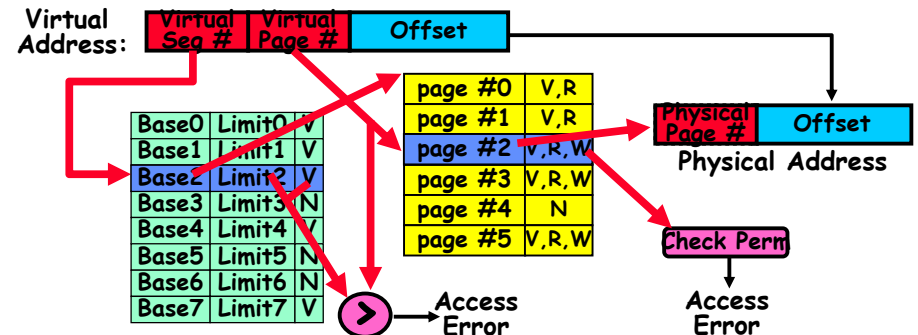 Virtual
Address:
Virtual
Seg #
Virtual
Page #
Offset
page #0 V,R
page #1 V,R
page #2 V,R,W
page #3 V,R,W
page #4 N
page #5 V,R,W
Physical
Page #
Offset
Physical Address
Base0 Limit0 V
Base1 Limit1 V
Base2 Limit2 V
Base3 Limit3 N
Base4 Limit4 V
Base5 Limit5 N
Base6 Limit6 N
Base7 Limit7 V
>
Access
Error
Check Perm
Access
Error